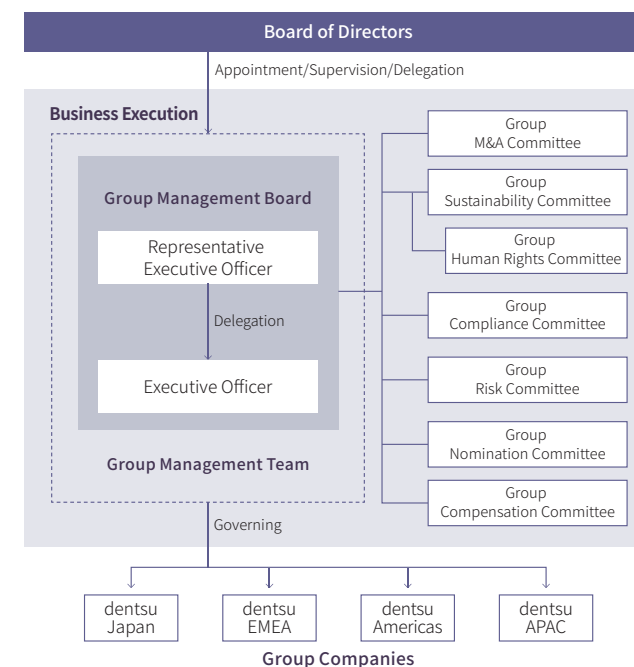 Board of Directors
Appointment/Supervision/Delegation
Business Execution
Group Management Board
Representative
Executive Officer
Delegation
Executive Officer
Group Management Team
Group
M&A Committee
Group
Sustainability Committee
Group
Human Rights Committee
Group
Compliance Committee
Group
Risk Committee
Group
Nomination Committee
Group
Compensation Committee
Governing
dentsu
Japan
dentsu
EMEA
dentsu
Americas
dentsu
APAC
Group Companies